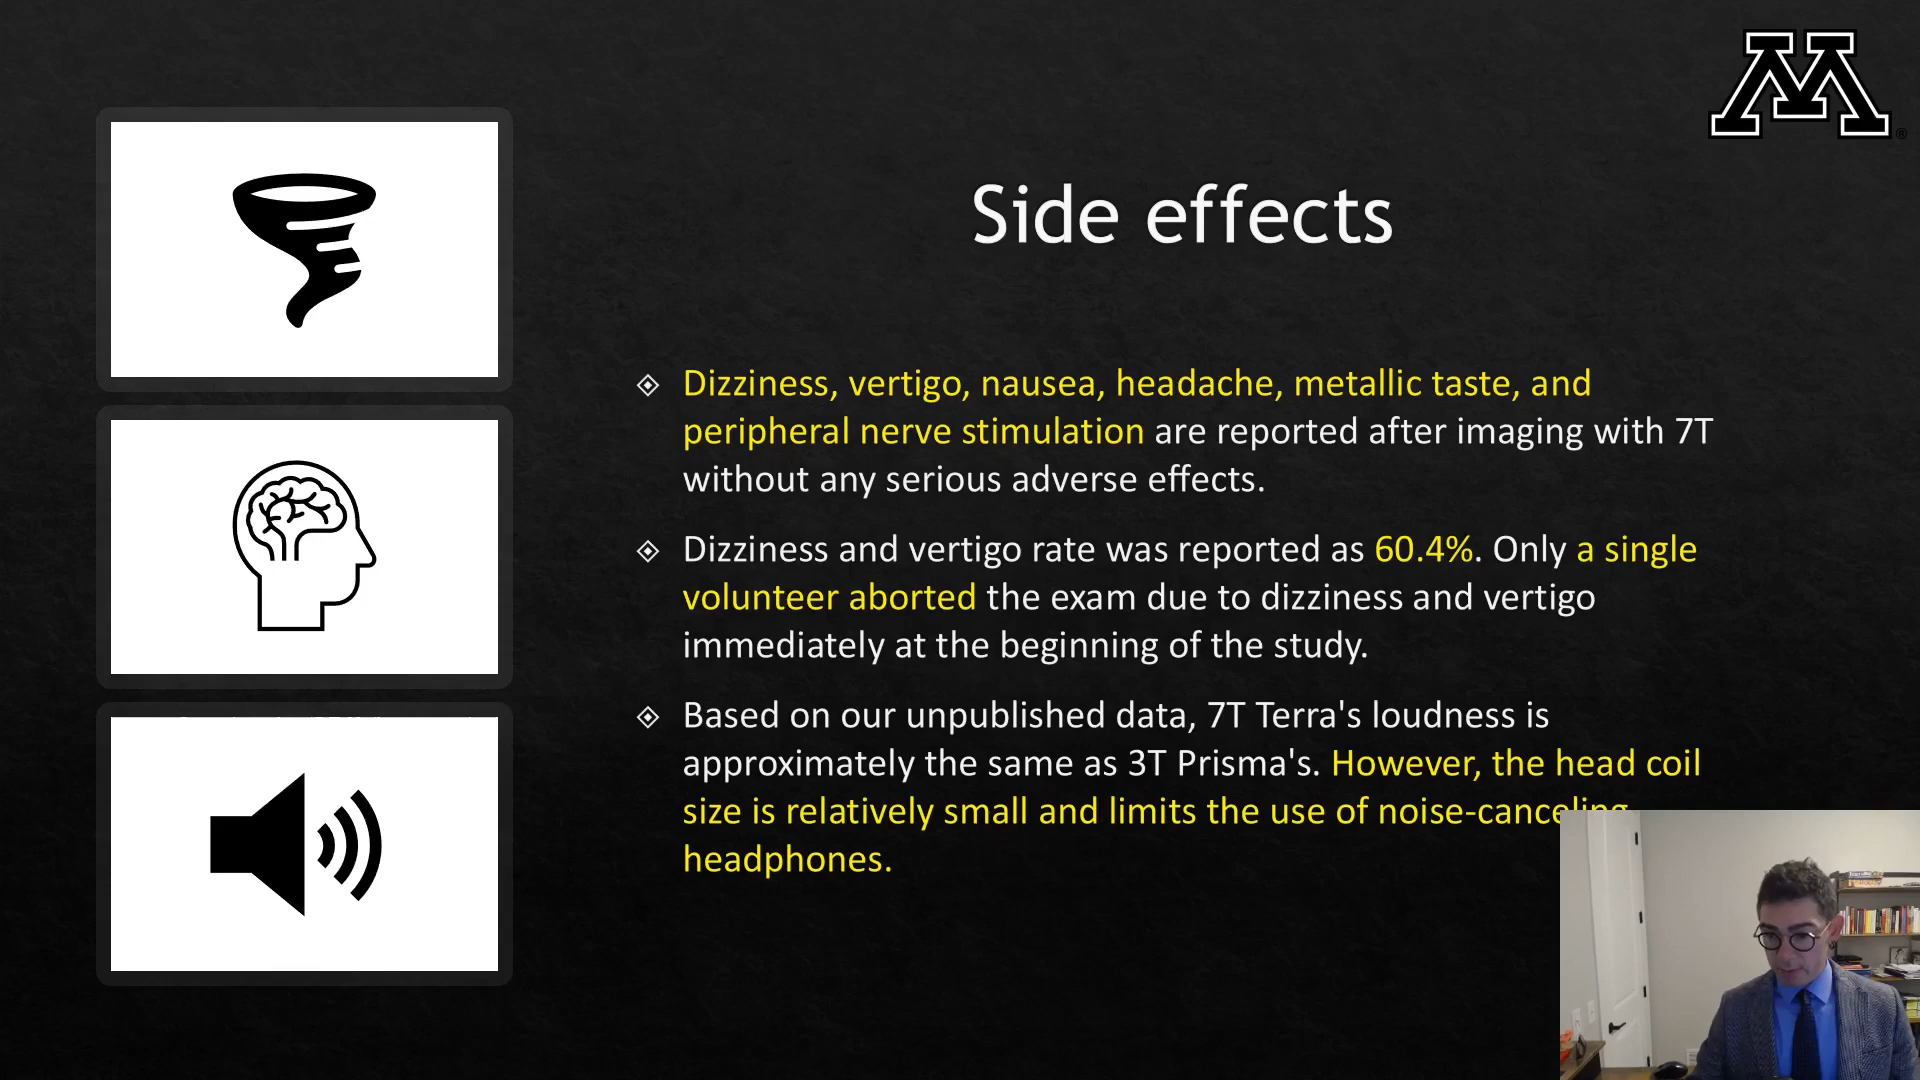 M
®
Side effects
Dizziness, vertigo, nausea, headache, metallic taste, and
peripheral nerve stimulation are reported after imaging with 7T
without any serious adverse effects.
Dizziness and vertigo rate was reported as 60.4%. Only a single
volunteer aborted the exam due to dizziness and vertigo
immediately at the beginning of the study.
Based on our unpublished data, 7T Terra's loudness is
approximately the same as 3T Prisma's. However, the head coil
size is relatively small and limits the use of noise-canceling
headphones.